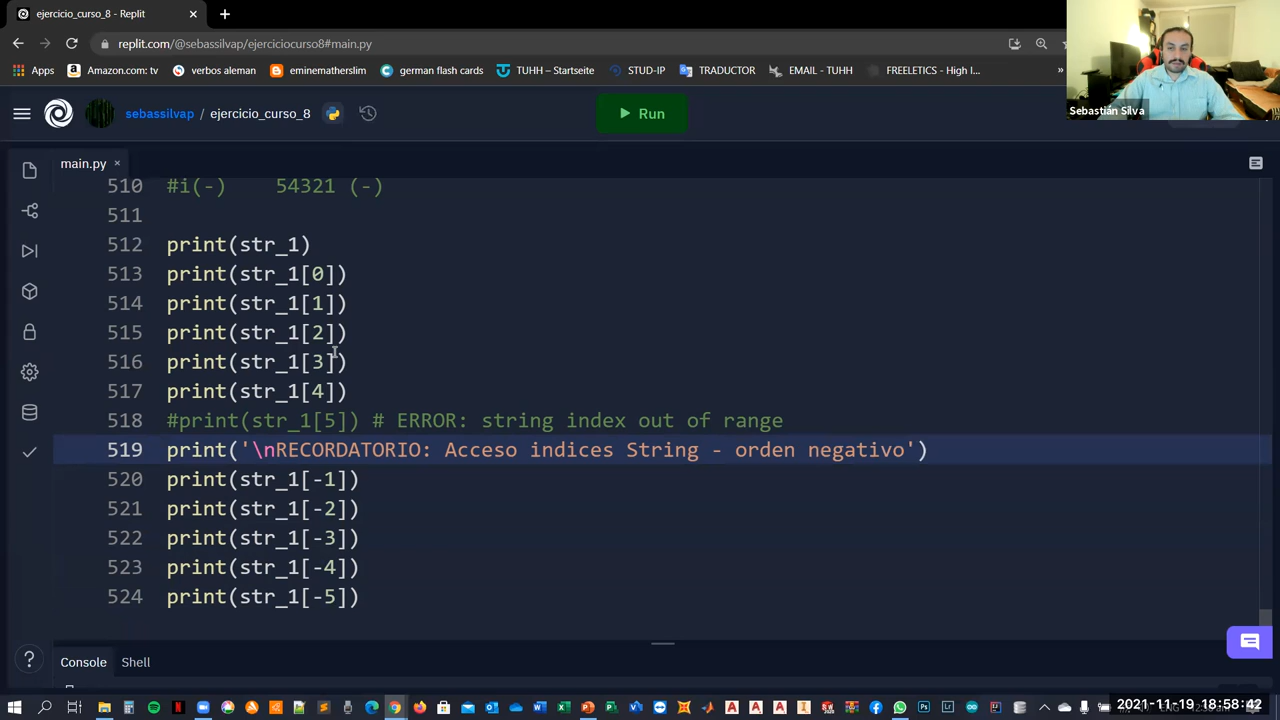 ejercicio_curso_8 - Replit
replit.com/@sebassilvap/ejerciciocurso8#main.py
Apps
Amazon.com: tv
verbos aleman
eminematherslim
german flash
TUHH – Startseite
STUD-IP
TRADUCTOR
EMAIL - TUHH
FREELETICS - High I...
»
Sebastián Silva
sebassilvap / ejercicio_curso_8
Run
main.py
510 #i(-) 54321 (-)
511
512 print(str_1)
513 print(str_1[0])
514 print(str_1[1])
515 print(str_1[2])
516 print(str_1[3])
517 print(str_1[4])
518 #print(str_1[5]) # ERROR: string index out of range
519 print('\nRECORDATORIO: Acceso indices String - orden negativo')
520 print(str_1[-1])
521 print(str_1[-2])
522 print(str_1[-3])
523 print(str_1[-4])
524 print(str_1[-5])
Console
Shell
2021-11-19 18:58:42